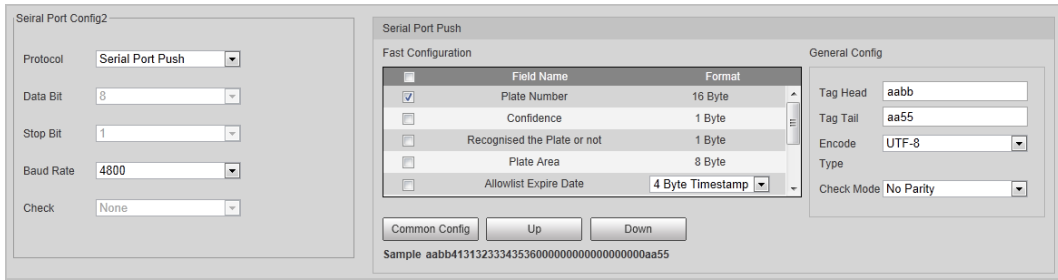 Seiral Port Config2
Protocol Serial Port Push
Data Bit 8
Stop Bit 1
Baud Rate 4800
Check None
Serial Port Push
Fast Configuration
Field Name Format
Plate Number 16 Byte
Confidence 1 Byte
Recognised the Plate or not 1 Byte
Plate Area 8 Byte
Allowlist Expire Date 4 Byte Timestamp
Common Config Up Down
Sample aabb41313233343536000000000000000000aa55
General Config
Tag Head aabb
Tag Tail aa55
Encode Type UTF-8
Check Mode No Parity